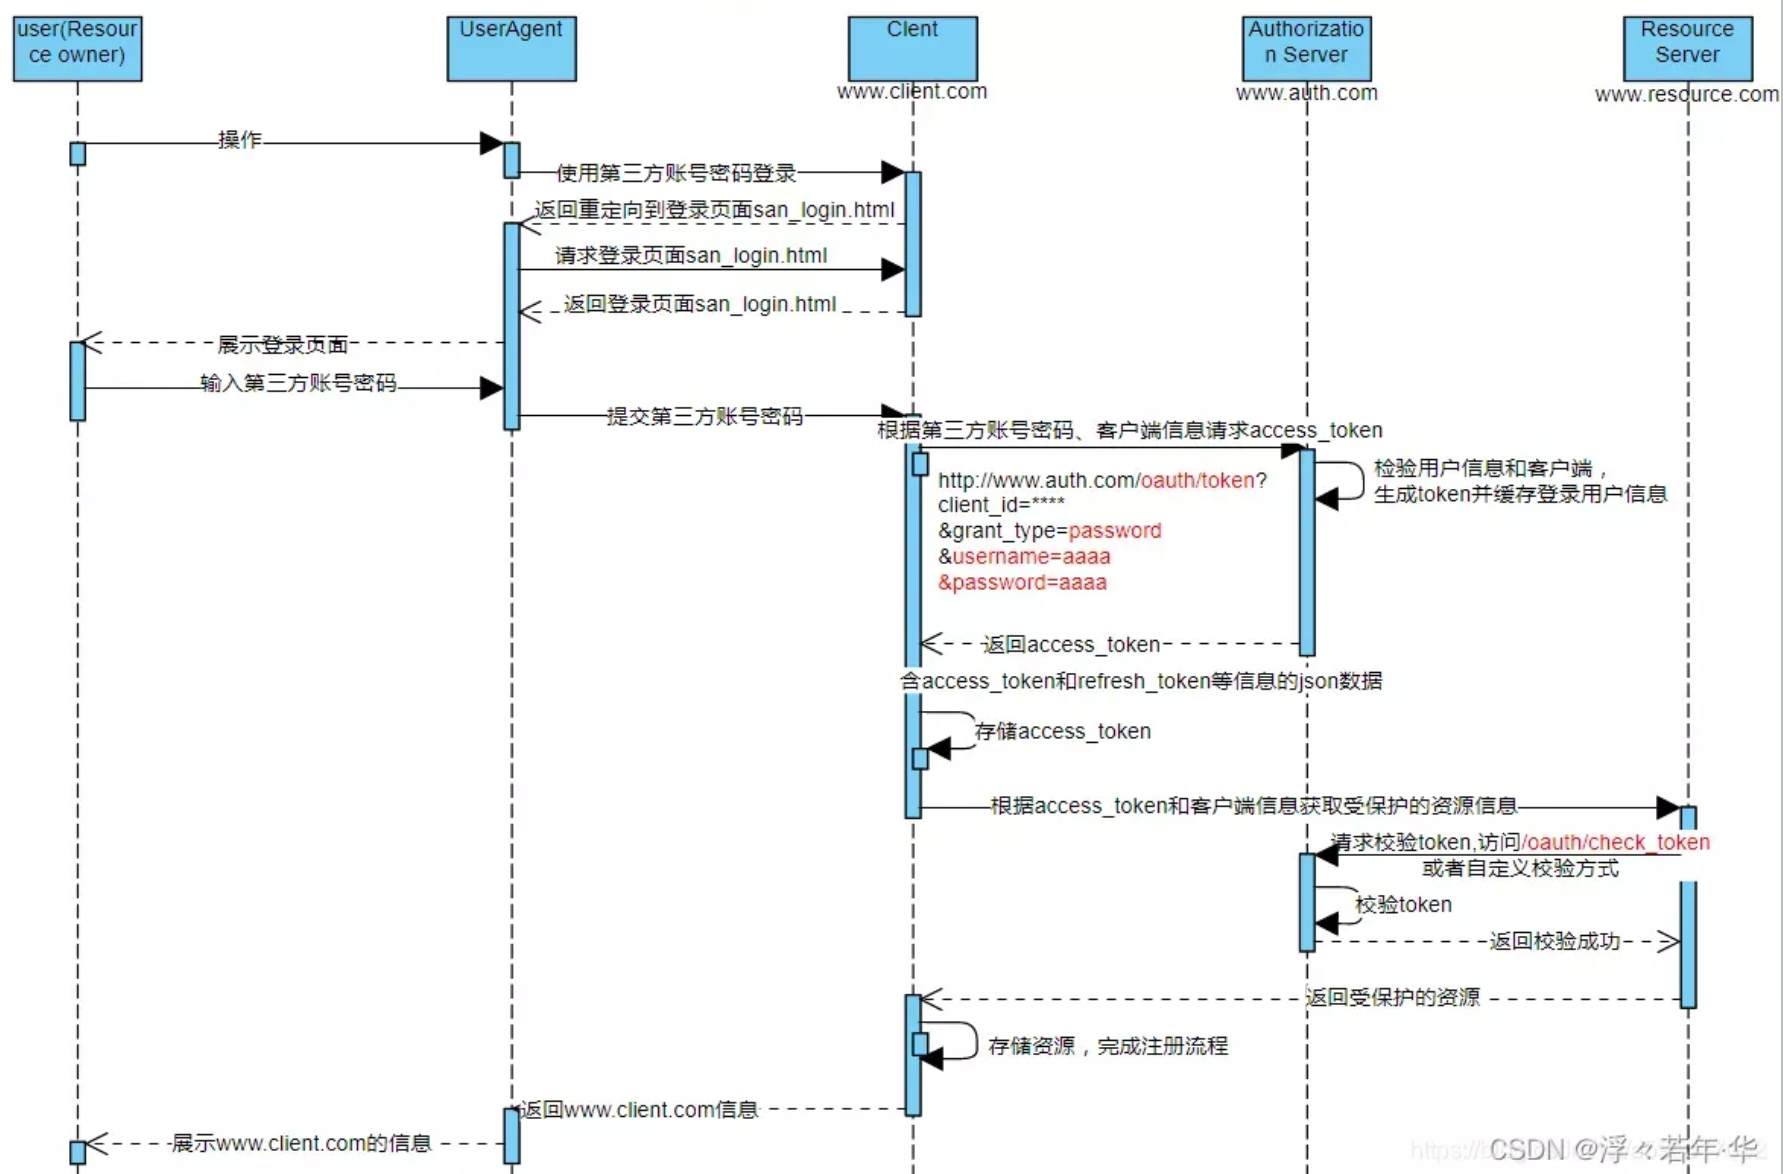 user(Resour
ce owner)
UserAgent
Clent
Authorizatio
n Server
Resource
Server
www.client.com
www.auth.com
www.resource.com
操作
使用第三方账号密码登录
返回重定向到登录页面san_login.html
请求登录页面san_login.html
返回登录页面san_login.html
展示登录页面
输入第三方账号密码
提交第三方账号密码
根据第三方账号密码、客户端信息请求access_token
检验用户信息和客户端，
生成token并缓存登录用户信息
http://www.auth.com/oauth/token?
client_id=****
&grant_type=password
&username=aaaa
&password=aaaa
返回access_token
含access_token和refresh_token等信息的json数据
存储access_token
根据access_token和客户端信息获取受保护的资源信息
请求校验token,访问/oauth/check_token
或者自定义校验方式
校验token
返回校验成功
返回受保护的资源
存储资源，完成注册流程
返回www.client.com信息
展示www.client.com的信息
CSDN @浮々若年·华